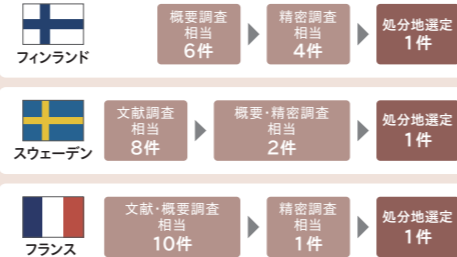 フィンランド
概要調査
相当
6件
精密調査
相当
4件
処分地選定
1件
スウェーデン
文献調査
相当
8件
概要・精密調査
相当
2件
処分地選定
1件
フランス
文献・概要調査
相当
10件
精密調査
相当
1件
処分地選定
1件